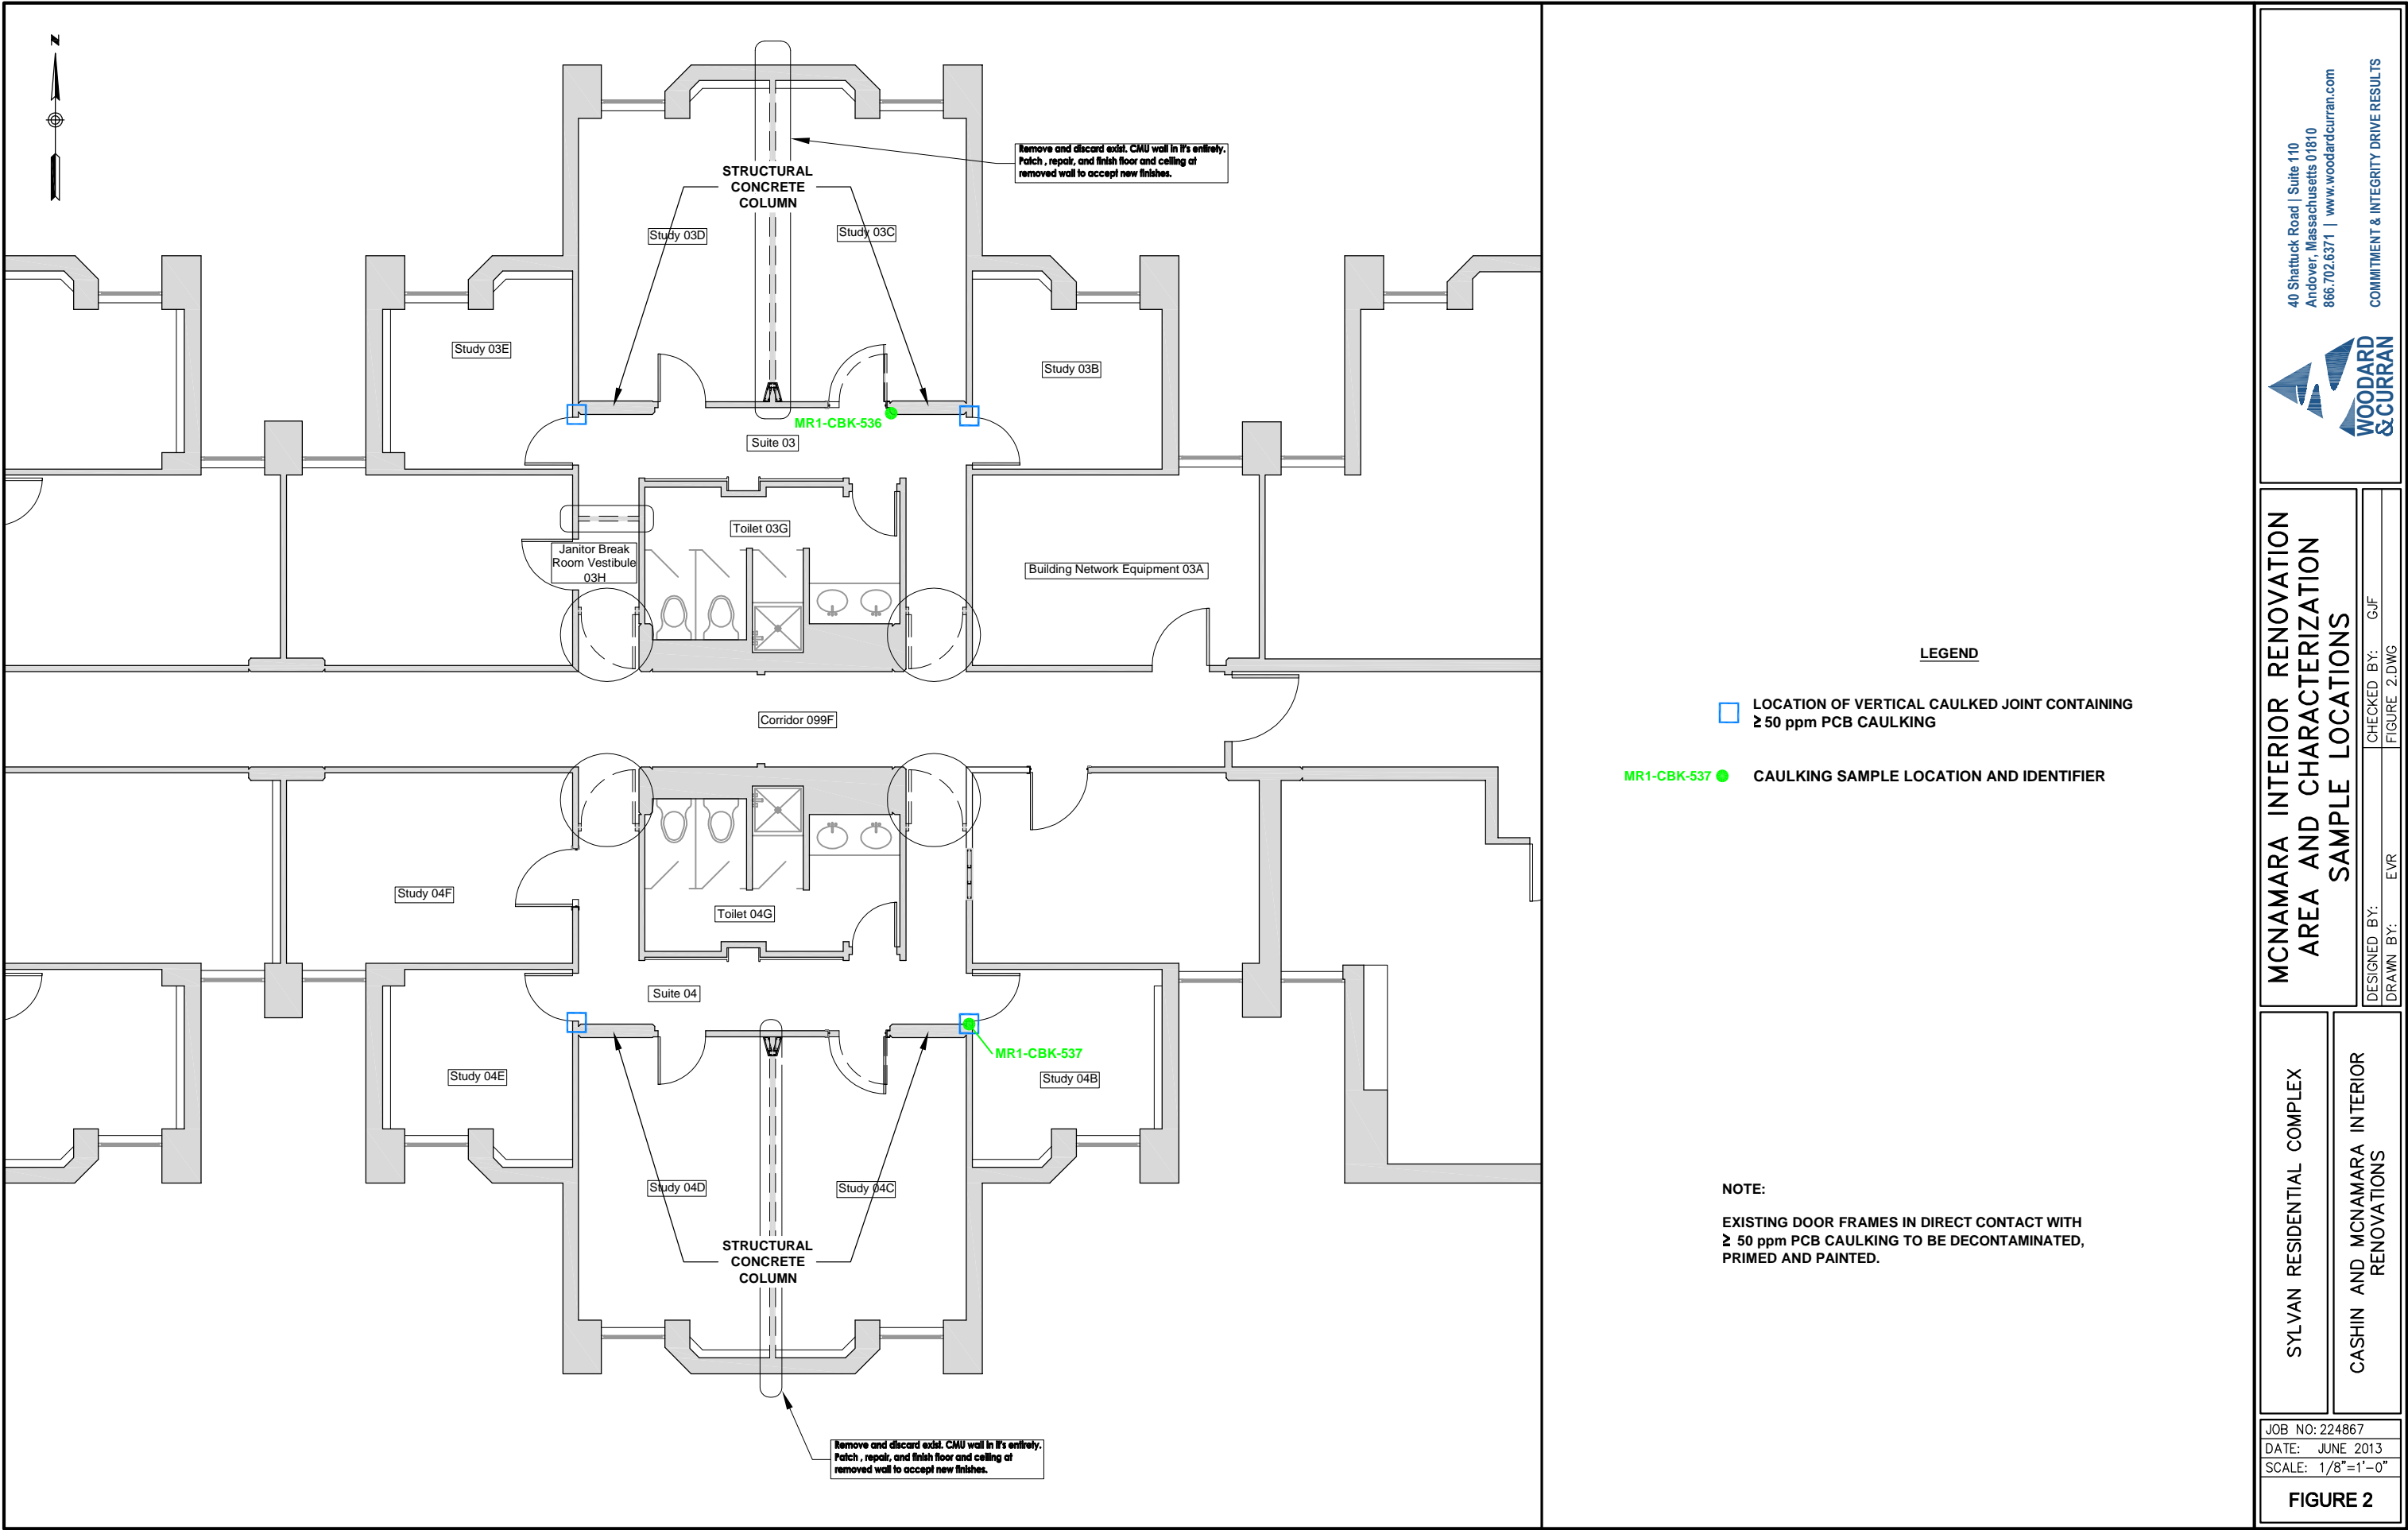 N
Remove and discard exist. CMU wall in it's entirety.
Patch , repair, and finish floor and ceiling at
removed wall to accept new finishes.
STRUCTURAL
CONCRETE
COLUMN
Study 03D
Study 03C
Study 03E
Study 03B
MR1-CBK-536
Suite 03
Toilet 03G
Janitor Break
Room Vestibule
03H
Building Network Equipment 03A
Corridor 099F
Study 04F
Toilet 04G
Suite 04
MR1-CBK-537
Study 04E
Study 04B
Study 04D
Study 04C
STRUCTURAL
CONCRETE
COLUMN
Remove and discard exist. CMU wall in it's entirety.
Patch , repair, and finish floor and ceiling at
removed wall to accept new finishes.
LEGEND
LOCATION OF VERTICAL CAULKED JOINT CONTAINING
≥ 50 ppm PCB CAULKING
MR1-CBK-537 CAULKING SAMPLE LOCATION AND IDENTIFIER
NOTE:
EXISTING DOOR FRAMES IN DIRECT CONTACT WITH
≥ 50 ppm PCB CAULKING TO BE DECONTAMINATED,
PRIMED AND PAINTED.
40 Shattuck Road | Suite 110
Andover, Massachusetts 01810
866.702.6371 | www.woodardcurran.com
COMMITMENT & INTEGRITY DRIVE RESULTS
WOODARD
&CURRAN
MCNAMARA INTERIOR RENOVATION
AREA AND CHARACTERIZATION
SAMPLE LOCATIONS
DESIGNED BY:
CHECKED BY: GJF
DRAWN BY: EVR
FIGURE 2.DWG
SYLVAN RESIDENTIAL COMPLEX
CASHIN AND MCNAMARA INTERIOR
RENOVATIONS
JOB NO: 224867
DATE: JUNE 2013
SCALE: 1/8"=1'-0"
FIGURE 2